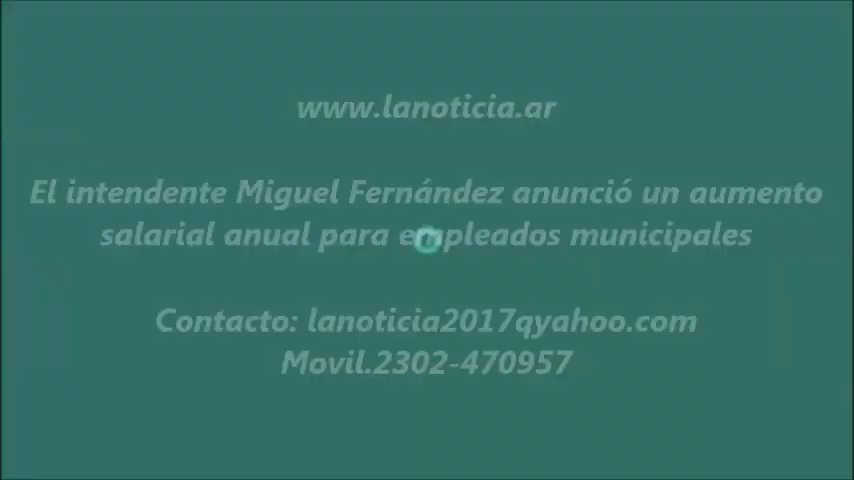 www.lanoticia.ar
El intendente Miguel Fernández anunció un aumento
salarial anual para empleados municipales
Contacto: lanoticia2017qyahoo.com
Movil.2302-470957